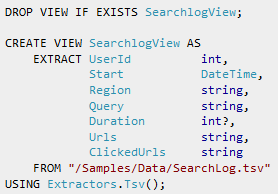 DROP VIEW IF EXISTS SearchlogView;

CREATE VIEW SearchlogView AS
    EXTRACT UserId          int,
            Start           DateTime,
            Region          string,
            Query           string,
            Duration        int?,
            Urls            string,
            ClickedUrls     string
    FROM "/Samples/Data/SearchLog.tsv"
USING Extractors.Tsv();